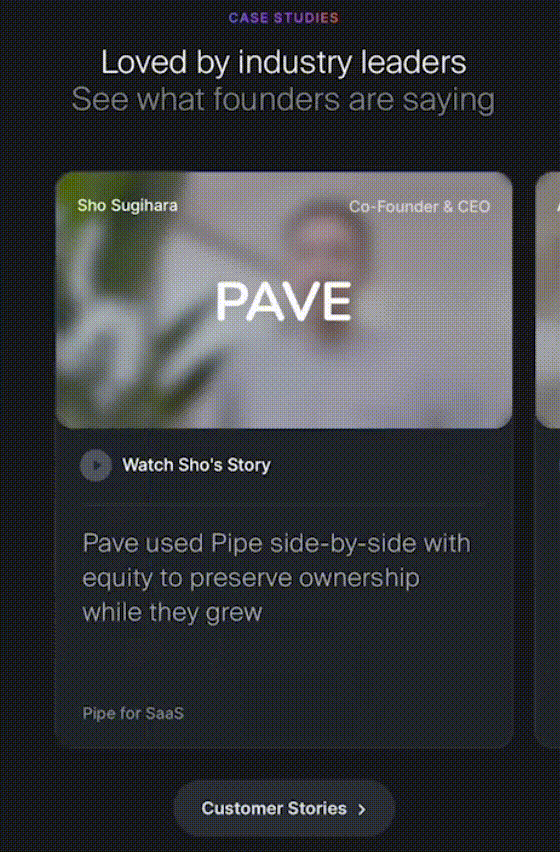 CASE STUDIES
Loved by industry leaders
See what founders are saying
Sho Sugihara
Co-Founder & CEO
PAVE
Watch Sho's Story
Pave used Pipe side-by-side with
equity to preserve ownership
while they grew
Pipe for SaaS
Customer Stories